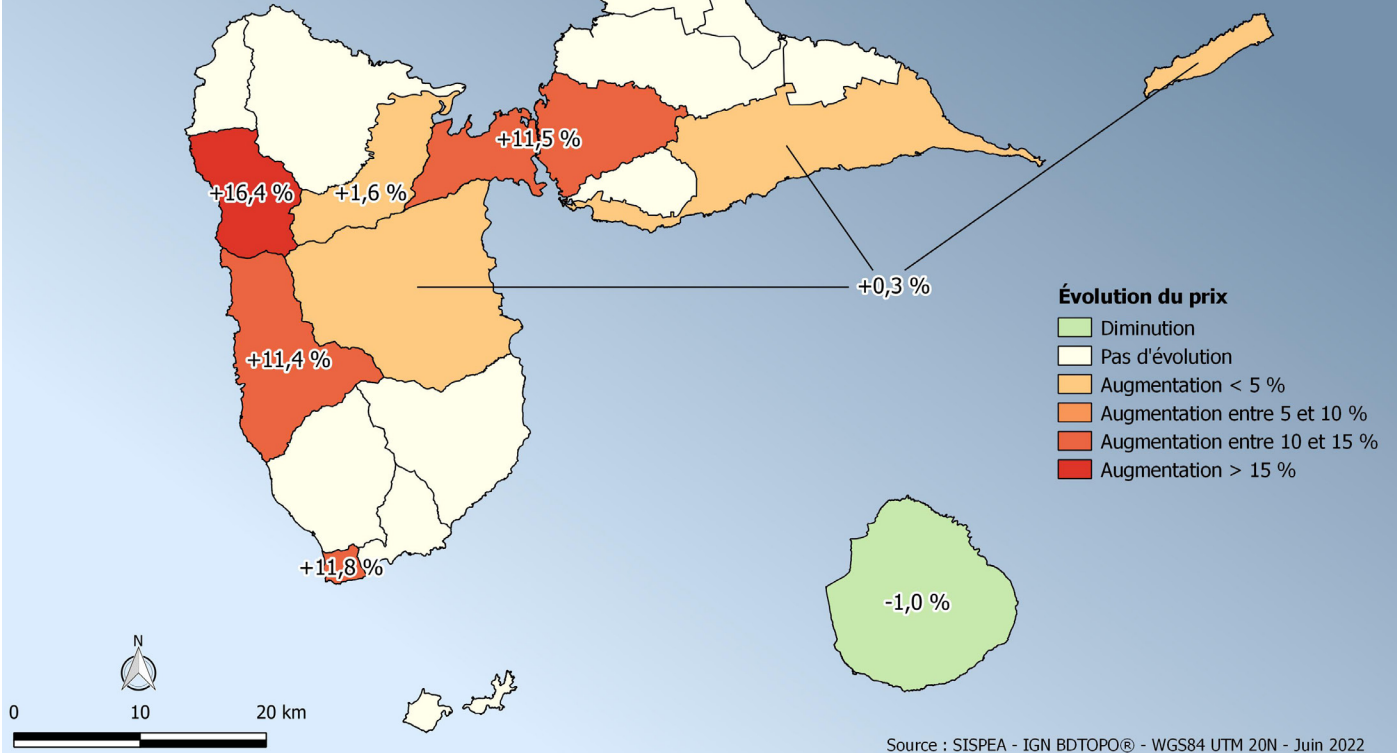 +11,5 %
+16,4 %
+1,6 %
+0,3 %
+11,4 %
+11,8 %
-1,0 %
Évolution du prix
Diminution
Pas d'évolution
Augmentation < 5 %
Augmentation entre 5 et 10 %
Augmentation entre 10 et 15 %
Augmentation > 15 %
N
0 10 20 km
Source : SISPEA - IGN BDTOPO® - WGS84 UTM 20N - Juin 2022